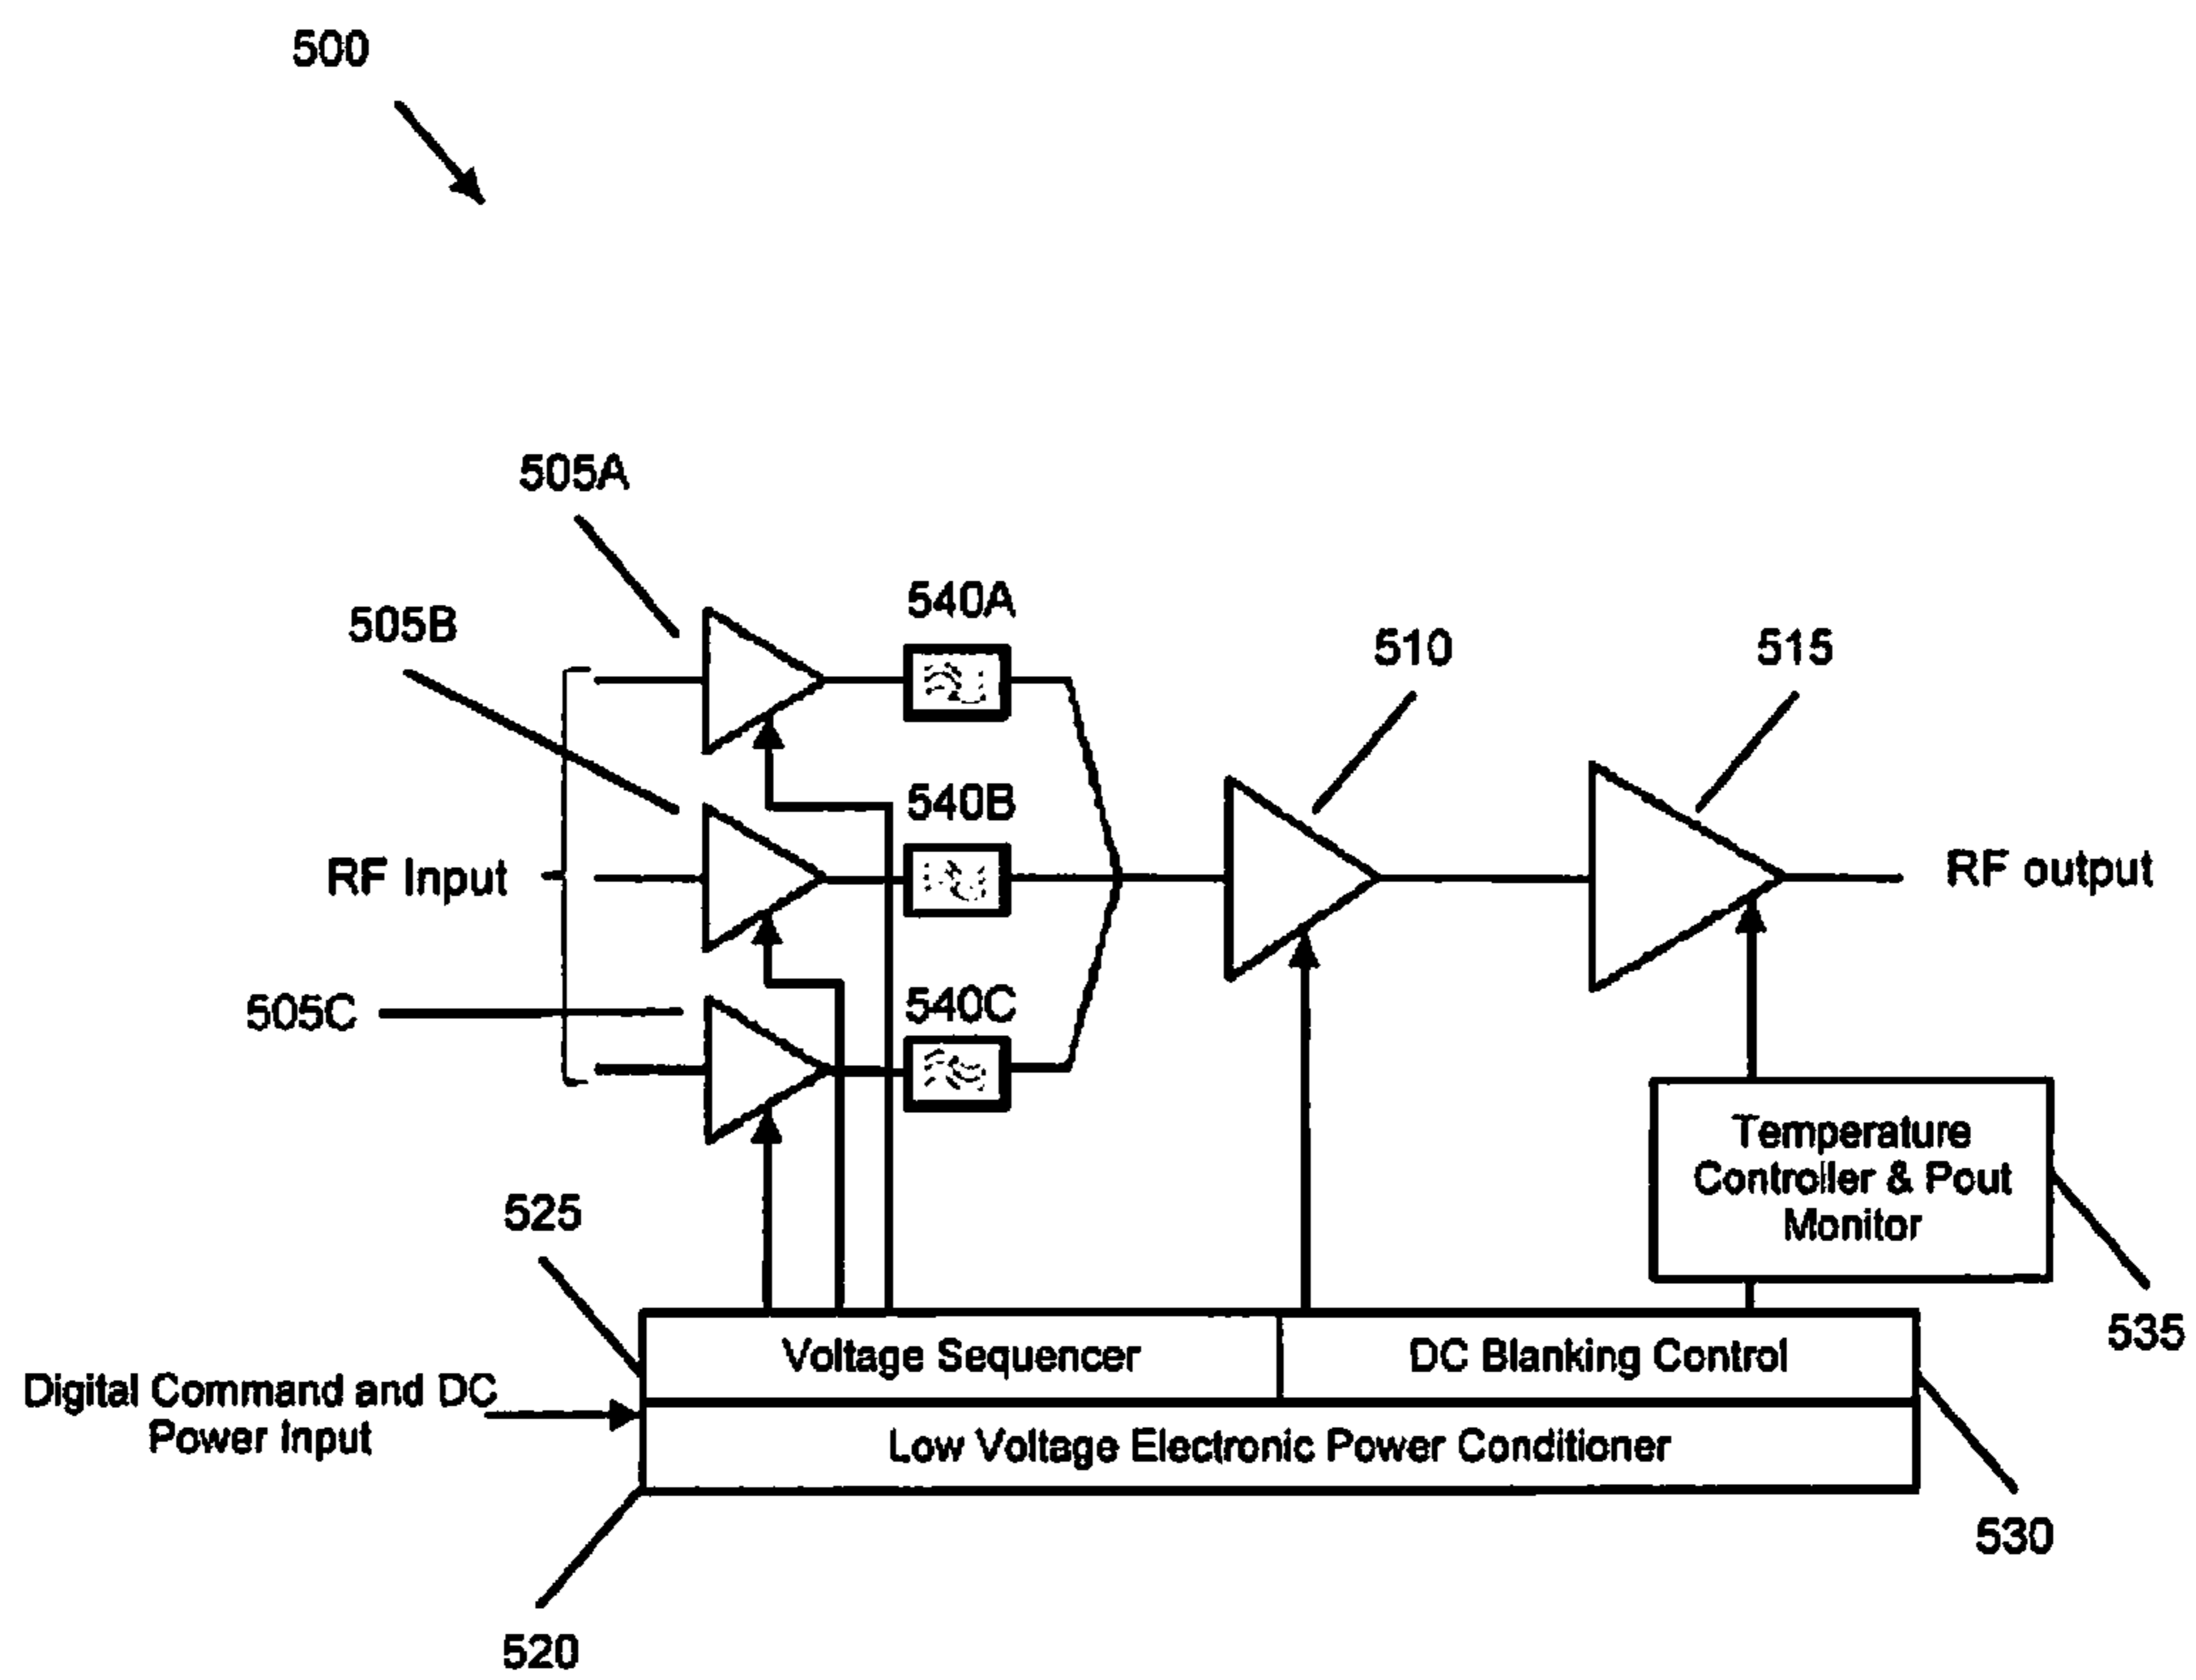 500
505A
540A
505B
510
515
540B
RF Input
RF output
540C
505C
Temperature
Controller & Pout
Monitor
525
535
Voltage Sequencer
DC Blanking Control
Digital Command and DC
Power Input
Low Voltage Electronic Power Conditioner
530
520